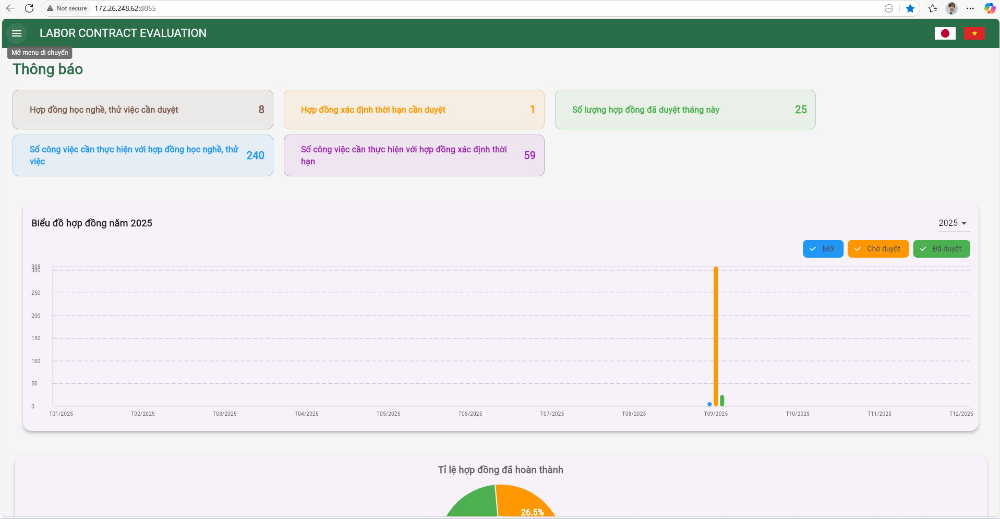 Not secure
172.26.248.62:8055
LABOR CONTRACT EVALUATION
Mở menu di chuyển
Thông báo
Hợp đồng học nghề, thử việc cần duyệt
8
Hợp đồng xác định thời hạn cần duyệt
1
Số lượng hợp đồng đã duyệt tháng này
25
Số công việc cần thực hiện với hợp đồng học nghề, thử
việc
240
Số công việc cần thực hiện với hợp đồng xác định thời
hạn
59
Biểu đồ hợp đồng năm 2025
2025
Mới
Chờ duyệt
Đã duyệt
308
300
250
200
150
100
50
0
T01/2025
T02/2025
T03/2025
T04/2025
T05/2025
T06/2025
T07/2025
T08/2025
T09/2025
T10/2025
T11/2025
T12/2025
Tỉ lệ hợp đồng đã hoàn thành
26.5%